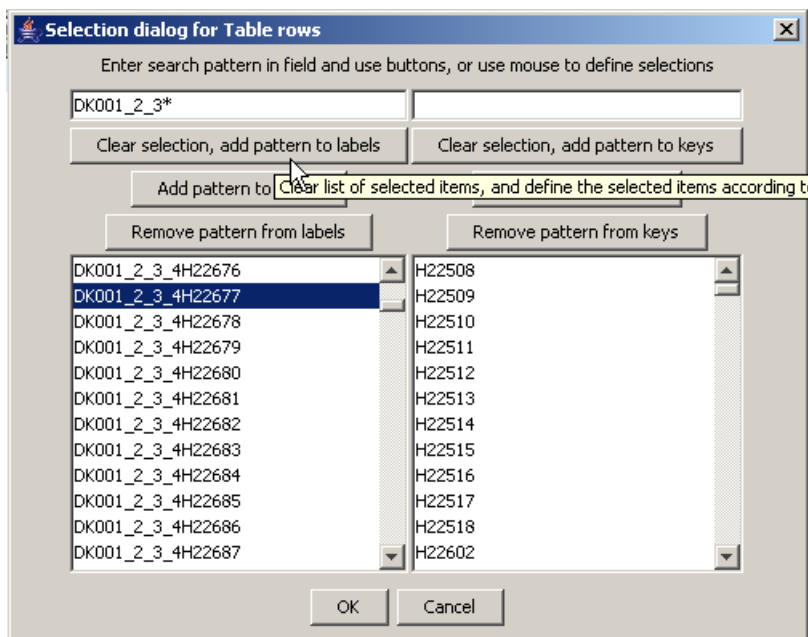 Selection dialog for Table rows
Enter search pattern in field and use buttons, or use mouse to define selections
DK001_2_3*
Clear selection, add pattern to labels
Clear selection, add pattern to keys
Add pattern to
Clear list of selected items, and define the selected items according t
Remove pattern from labels
Remove pattern from keys
DK001_2_3_4H22676
DK001_2_3_4H22677
DK001_2_3_4H22678
DK001_2_3_4H22679
DK001_2_3_4H22680
DK001_2_3_4H22681
DK001_2_3_4H22682
DK001_2_3_4H22683
DK001_2_3_4H22684
DK001_2_3_4H22685
DK001_2_3_4H22686
DK001_2_3_4H22687
H22508
H22509
H22510
H22511
H22512
H22513
H22514
H22515
H22516
H22517
H22518
H22602
OK
Cancel